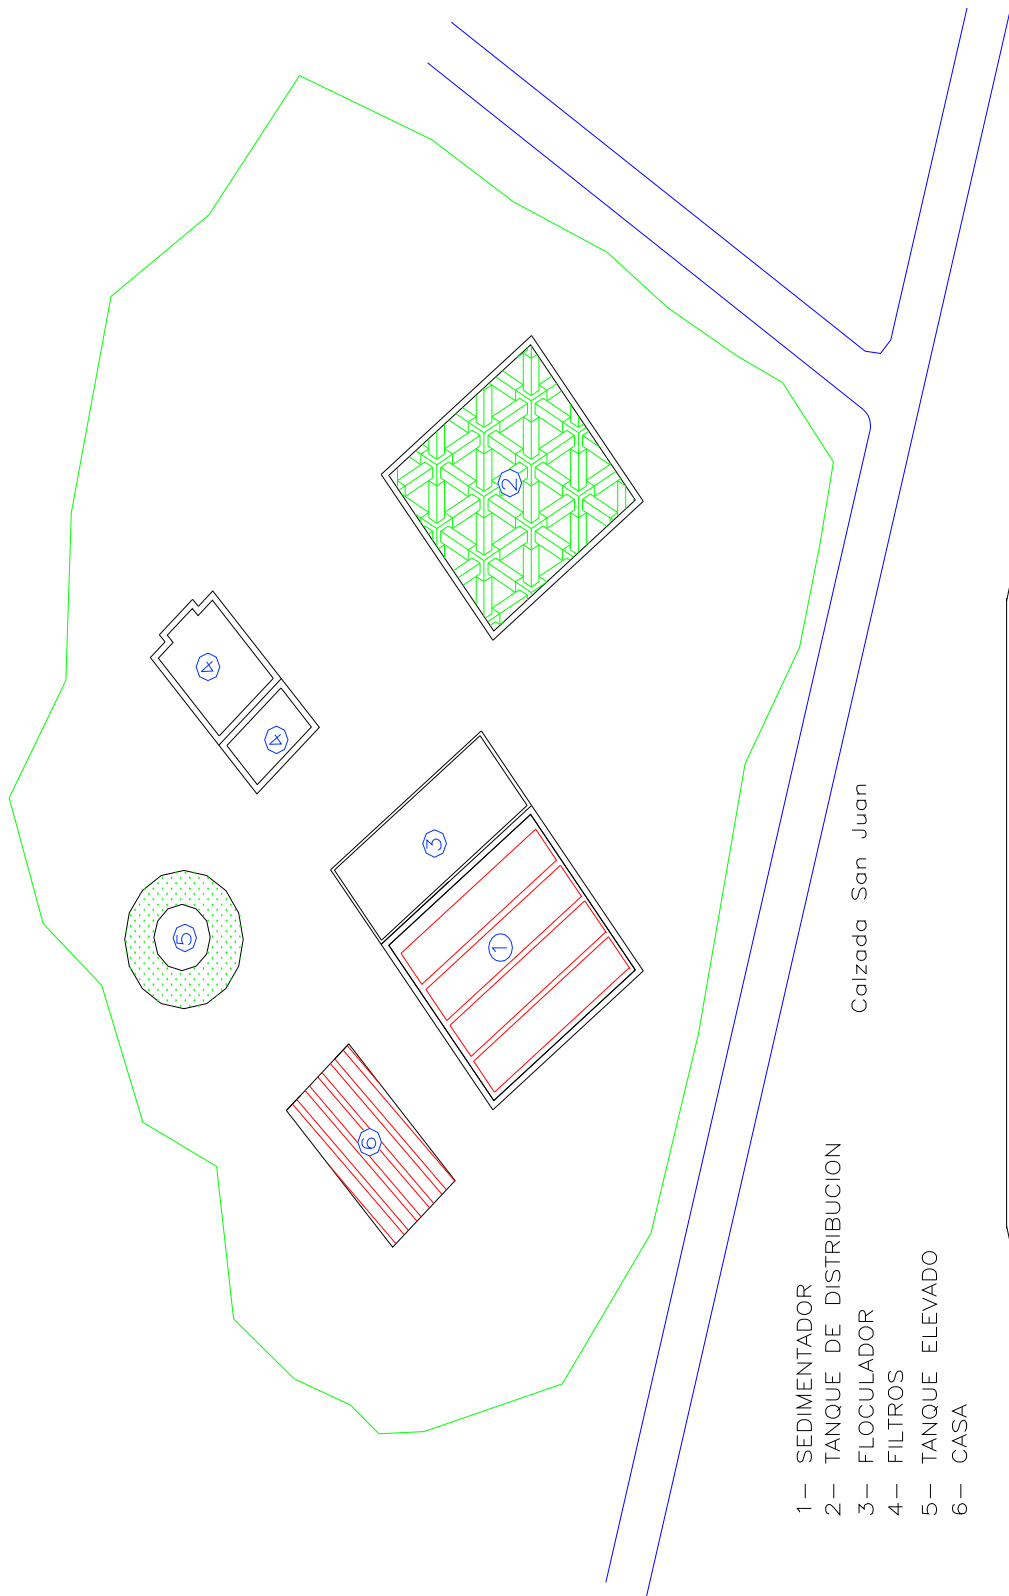 4
4
5
2
3
1
6
Calzada San Juan
1- SEDIMENTADOR
2- TANQUE DE DISTRIBUCION
3- FLOCULADOR
4- FILTROS
5- TANQUE ELEVADO
6- CASA